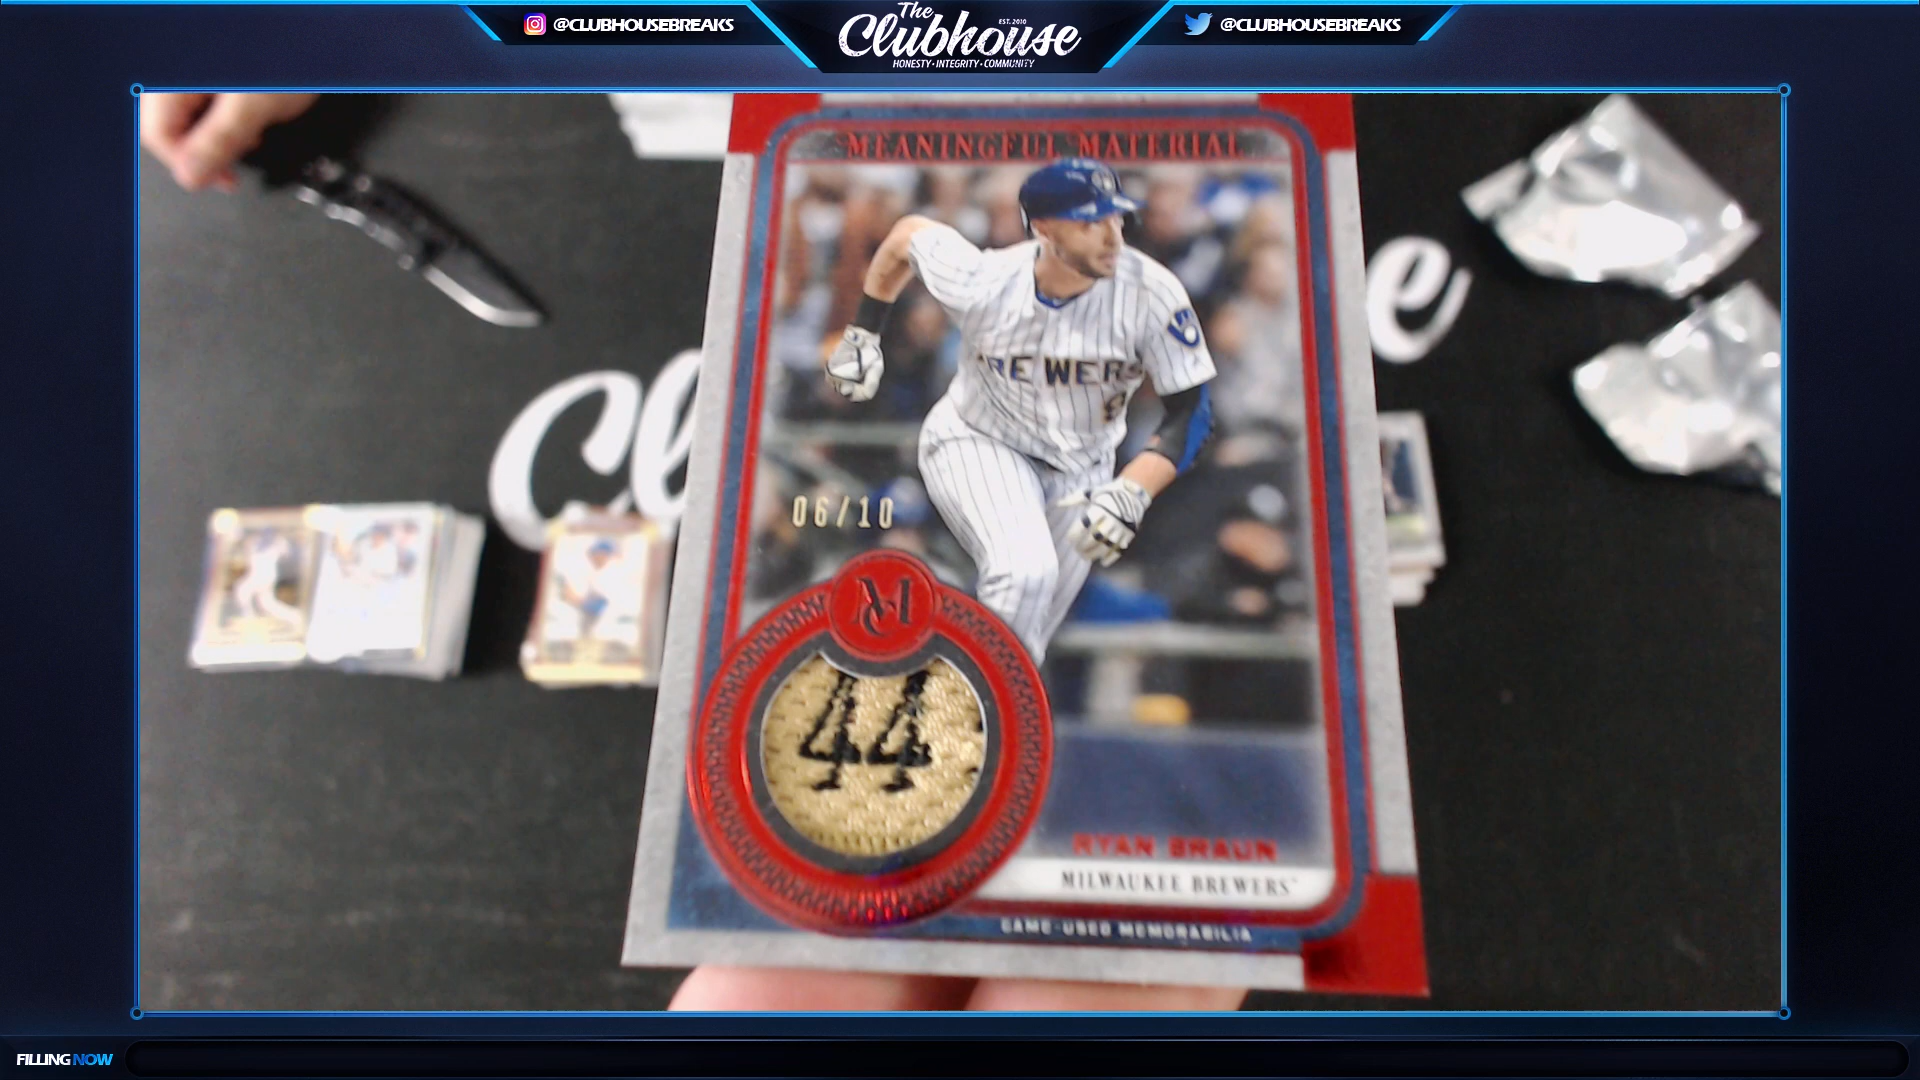 @CLUBHOUSEBREAKS
The
EST. 2010
Clubhouse
HONESTY • INTEGRITY • COMMUNITY
@CLUBHOUSEBREAKS
MEANINGFUL MATERIAL
BREWERS
06/10
44
RYAN BRAUN
MILWAUKEE BREWERS
GAME-USED MEMORABILIA
FILLING NOW